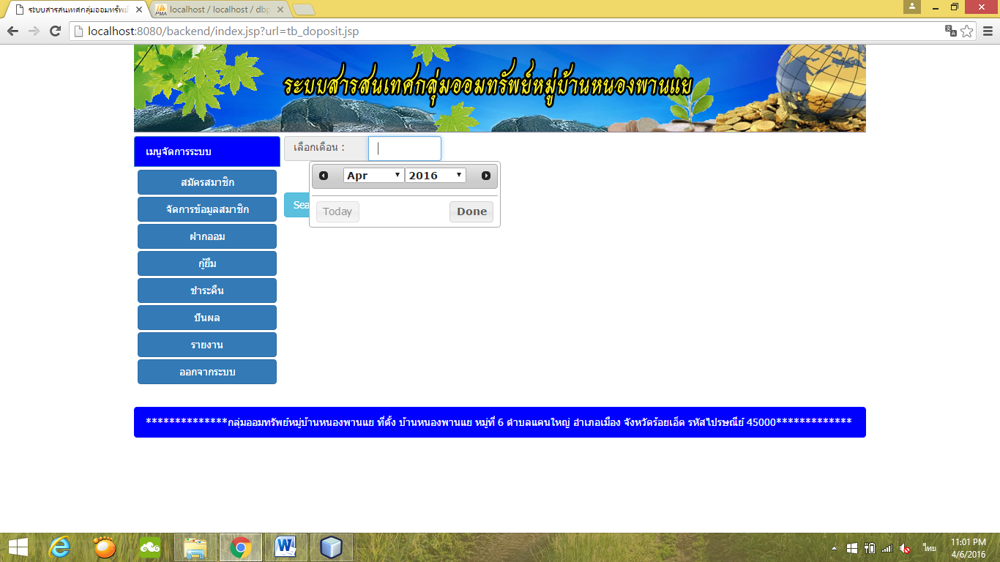 ระบบสารสนเทศกลุ่มออมทรัพย์
localhost / localhost / dbp
localhost:8080/backend/index.jsp?url=tb_doposit.jsp
ระบบสารสนเทศกลุ่มออมทรัพย์หมู่บ้านหนองพานแย
เมนูจัดการระบบ
เลือกเดือน :
สมัครสมาชิก
Apr 2016
จัดการข้อมูลสมาชิก
Sea
Today Done
ฝากออม
กู้ยืม
ชำระคืน
ปันผล
รายงาน
ออกจากระบบ
**************กลุ่มออมทรัพย์หมู่บ้านหนองพานแย ที่ตั้ง บ้านหนองพานแย หมู่ที่ 6 ตำบลแคนใหญ่ อำเภอเมือง จังหวัดร้อยเอ็ด รหัสไปรษณีย์ 45000*************
ไทย
11:01 PM
4/6/2016